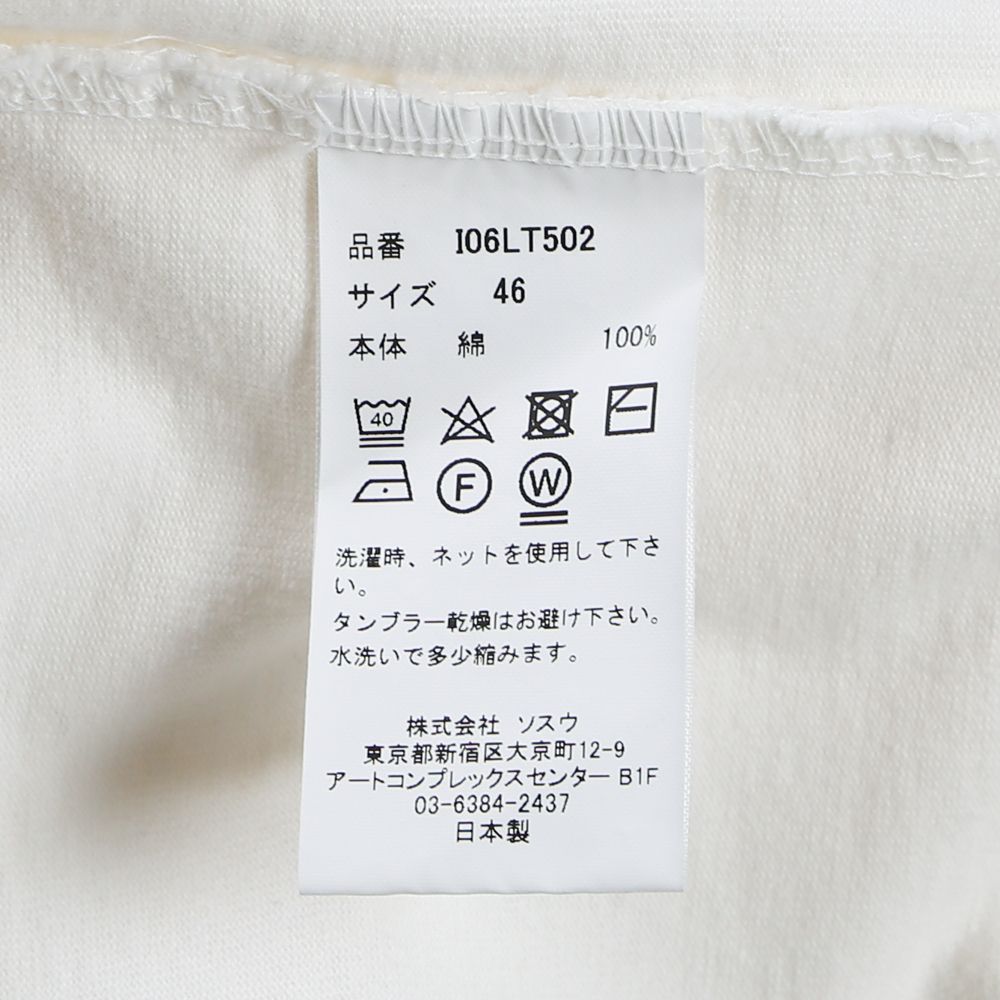 品番 I06LT502
サイズ 46
本体 綿 100%
40
F W
洗濯時、ネットを使用して下さ
い。
タンブラー乾燥はお避け下さい。
水洗いで多少縮みます。
株式会社 ソスウ
東京都新宿区大京町12-9
アートコンプレックスセンター B1F
03-6384-2437
日本製